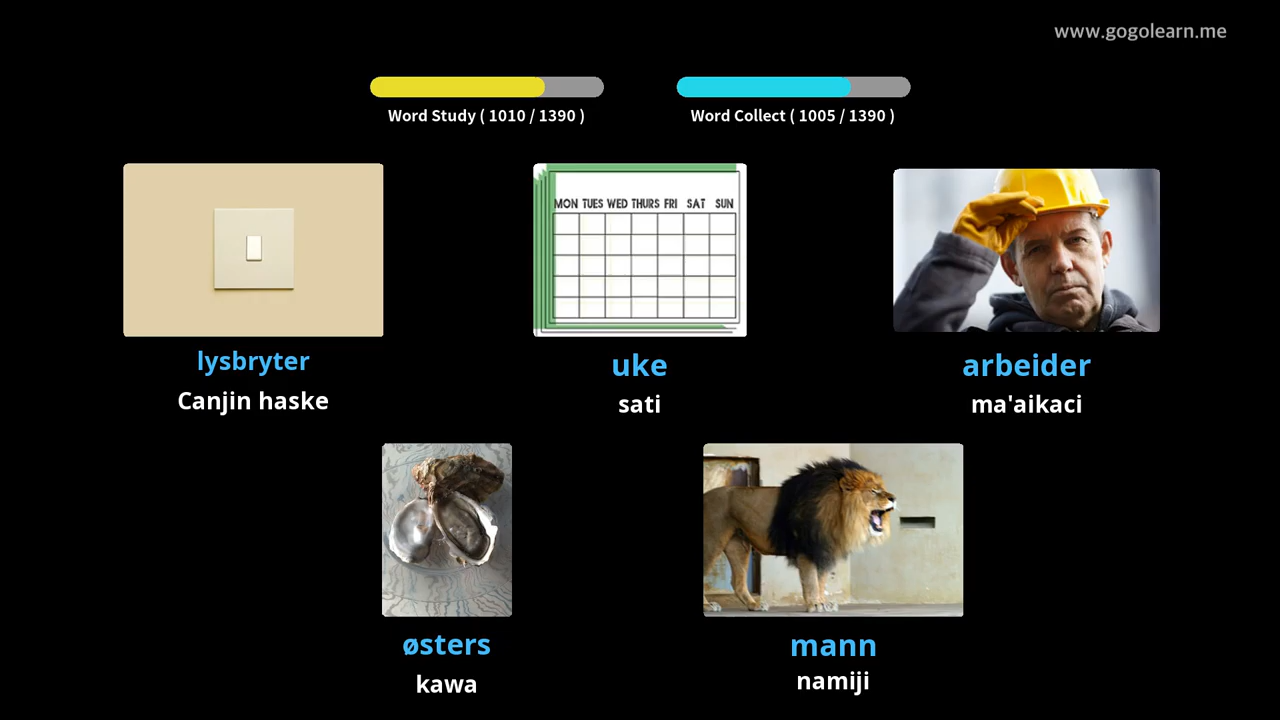 www.gogolearn.me
Word Study ( 1010 / 1390 )
Word Collect ( 1005 / 1390 )
MON TUES WED THURS FRI SAT SUN
lysbryter
Canjin haske
uke
sati
arbeider
ma'aikaci
østers
kawa
mann
namiji